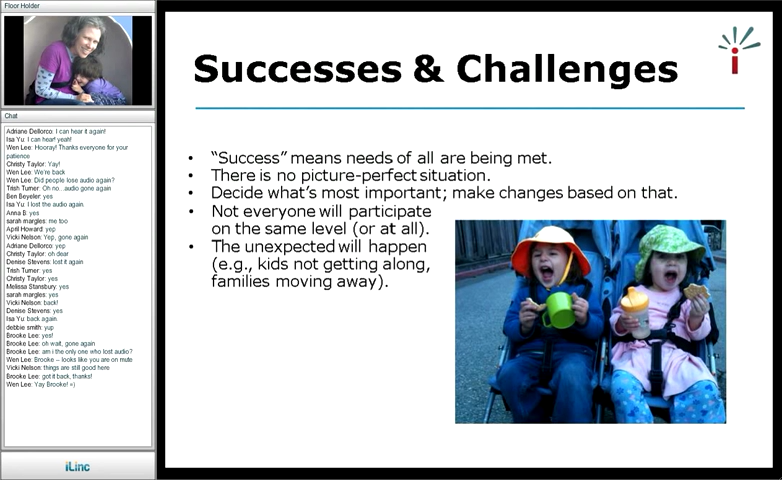 Floor Holder
Chat
Adriane Dellorco: I can hear it again!
Isa Yu: I can hear! yeah!
Wen Lee: Hooray! Thanks everyone for your
patience.
Christy Taylor: Yay!
Wen Lee: We're back
Wen Lee: Did people lose audio again?
Trish Turner: Oh no...audio gone again
Ben Beyeler: yes
Isa Yu: I lost the audio again.
Anna B: yes
sarah margles: me too
April Howard: yep
Vicki Nelson: Yep, gone again
Adriane Dellorco: yep
Christy Taylor: oh dear
Denise Stevens: lost it again
Trish Turner: yes
Christy Taylor: yes
Melissa Stansbury: yes
sarah margles: yes
Vicki Nelson: back!
Denise Stevens: yes
Isa Yu: back again.
debbie smith: yup
Brooke Lee: yes!
Brooke Lee: oh wait, gone again
Brooke Lee: am i the only one who lost audio?
Wen Lee: Brooke -- looks like you are on mute
Vicki Nelson: things are still good here
Brooke Lee: got it back, thanks!
Wen Lee: Yay Brooke! =)
iLinc
Successes & Challenges
• “Success” means needs of all are being met.
• There is no picture-perfect situation.
• Decide what’s most important; make changes based on that.
• Not everyone will participate
on the same level (or at all).
• The unexpected will happen
(e.g., kids not getting along,
families moving away).